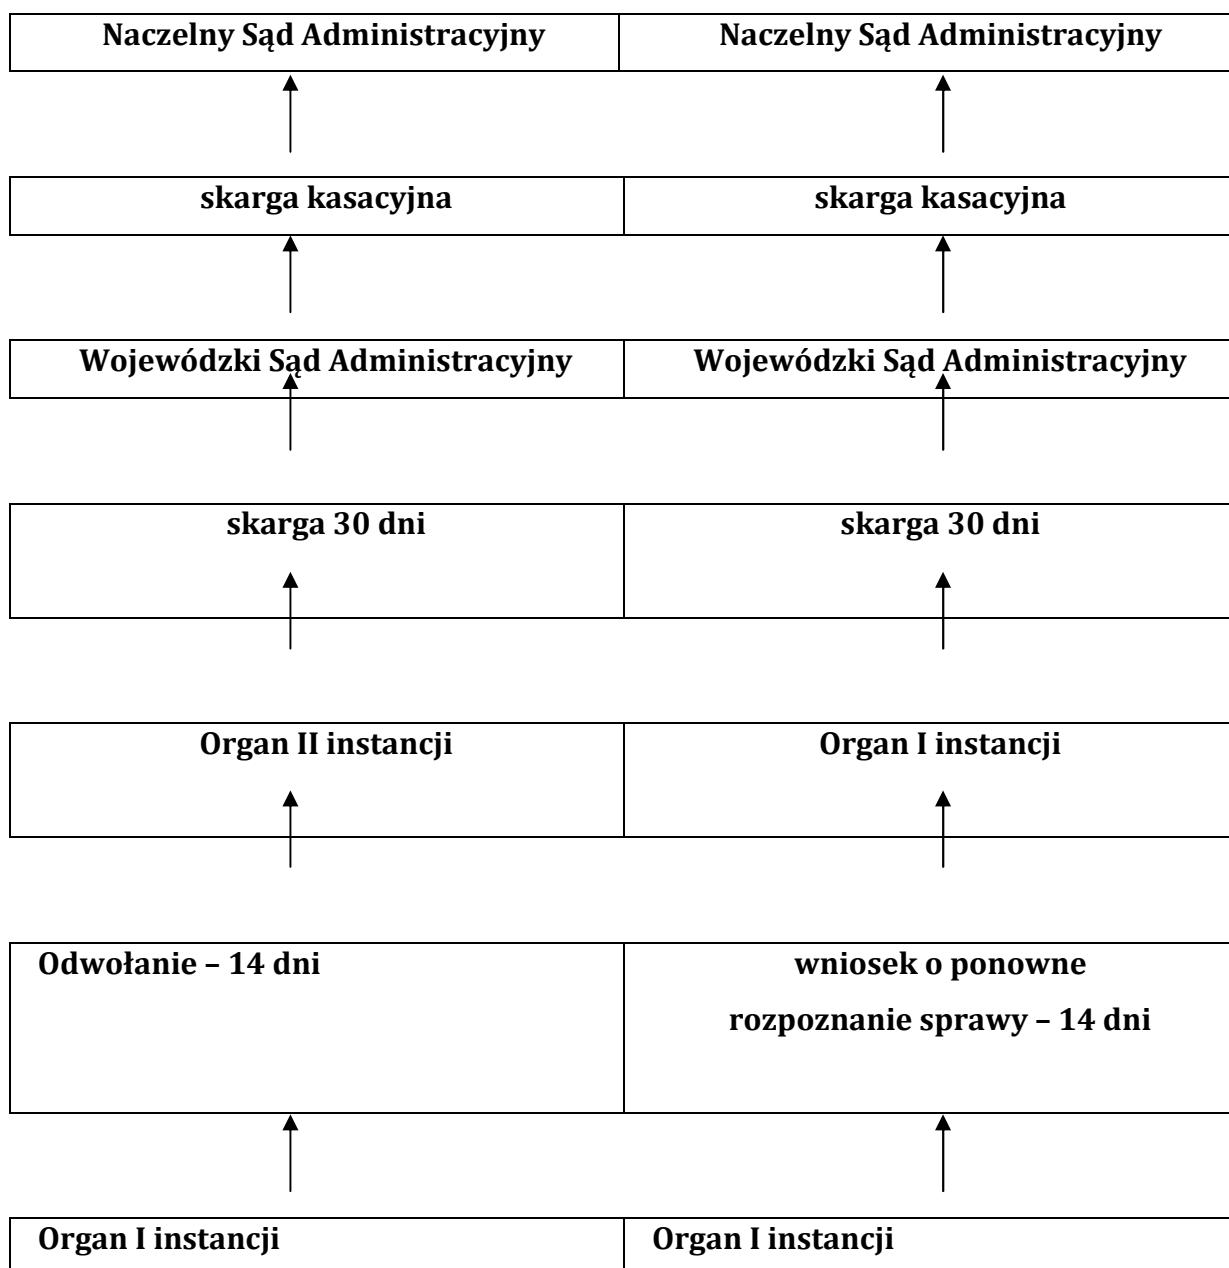 Naczelny Sąd Administracyjny
Naczelny Sąd Administracyjny
skarga kasacyjna
skarga kasacyjna
Wojewódzki Sąd Administracyjny
Wojewódzki Sąd Administracyjny
skarga 30 dni
skarga 30 dni
Organ II instancji
Organ I instancji
Odwołanie – 14 dni
wniosek o ponowne
rozpoznanie sprawy – 14 dni
Organ I instancji
Organ I instancji